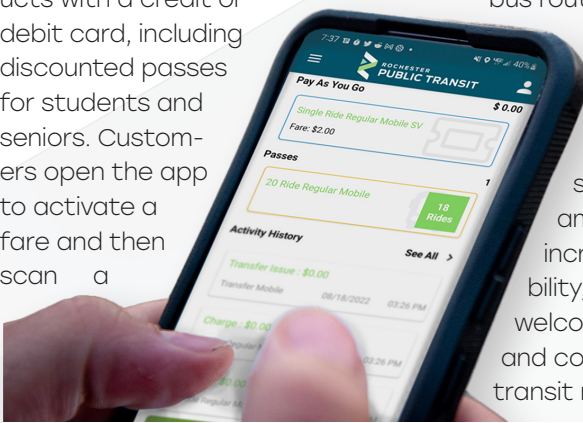 ucts with a credit or
debit card, including
discounted passes
for students and
seniors. Custom-
ers open the app
to activate a
fare and then
scan a
7:37
40%
ROCHESTER
PUBLIC TRANSIT
Pay As You Go
$ 0.00
Single Ride Regular Mobile SV
Fare: $2.00
Passes
1
20 Ride Regular Mobile
18
Rides
Activity History
See All >
Transfer Issue : $0.00
Transfer Mobile 08/18/2022 03:26 PM
Charge : $0.00
03:26 PM
bus rout
s
incr
bility,
welco
and co
transit